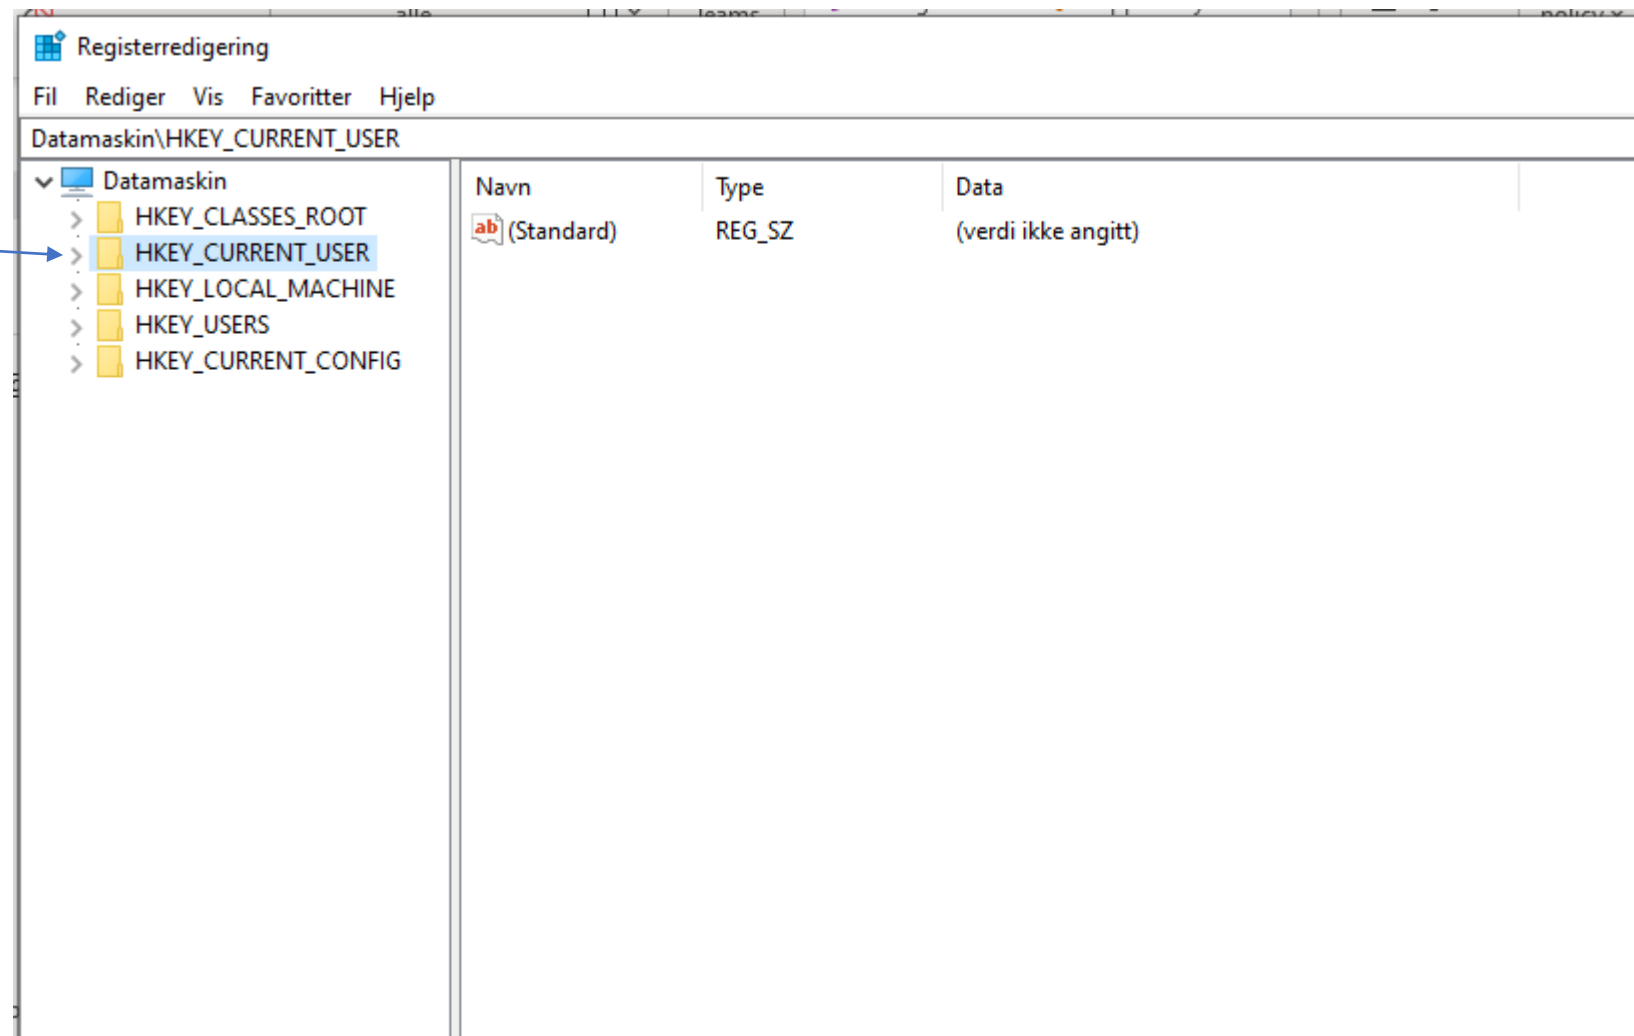 Registerredigering
Fil Rediger Vis Favoritter Hjelp
Datamaskin\HKEY_CURRENT_USER
Datamaskin
HKEY_CLASSES_ROOT
HKEY_CURRENT_USER
HKEY_LOCAL_MACHINE
HKEY_USERS
HKEY_CURRENT_CONFIG
Navn Type Data
ab (Standard) REG_SZ (verdi ikke angitt)